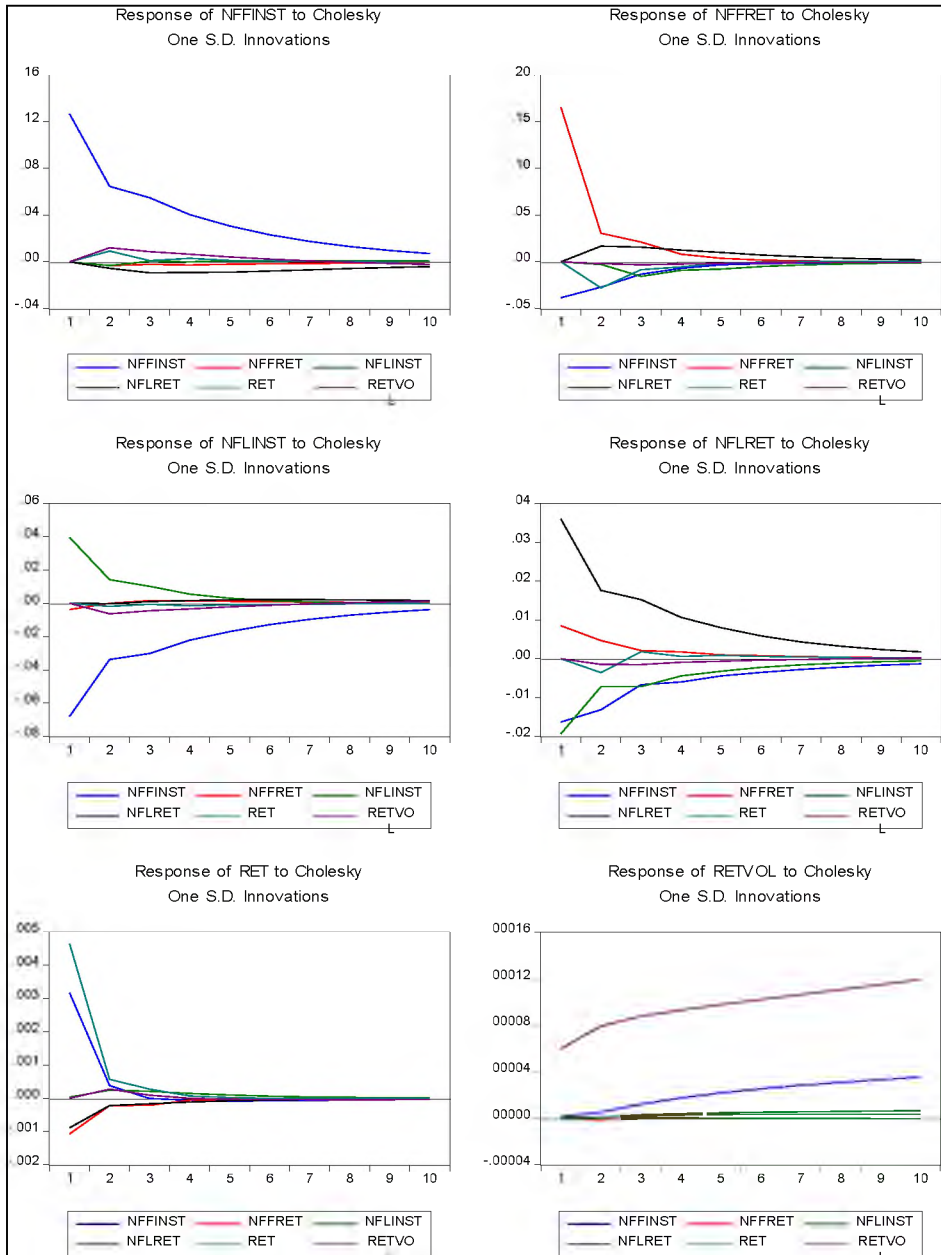 Response of NFFINST to Cholesky
One S.D. Innovations
.16
.12
.08
.04
.00
-.04
1 2 3 4 5 6 7 8 9 10
NFFINST NFFRET NFLINST
NFLRET RET RETVO
L
Response of NFFRET to Cholesky
One S.D. Innovations
.20
.15
.10
.05
.00
-.05
1 2 3 4 5 6 7 8 9 10
NFFINST NFFRET NFLINST
NFLRET RET RETVO
L
Response of NFLINST to Cholesky
One S.D. Innovations
.06
.04
.02
.00
-.02
-.04
-.06
-.08
1 2 3 4 5 6 7 8 9 10
NFFINST NFFRET NFLINST
NFLRET RET RETVO
L
Response of NFLRET to Cholesky
One S.D. Innovations
.04
.03
.02
.01
.00
-.01
-.02
1 2 3 4 5 6 7 8 9 10
NFFINST NFFRET NFLINST
NFLRET RET RETVO
L
Response of RET to Cholesky
One S.D. Innovations
.005
.004
.003
.002
.001
.000
.001
.002
1 2 3 4 5 6 7 8 9 10
NFFINST NFFRET NFLINST
NFLRET RET RETVO
Response of RETVOL to Cholesky
One S.D. Innovations
.00016
.00012
.00008
.00004
.00000
-.00004
1 2 3 4 5 6 7 8 9 10
NFFINST NFFRET NFLINST
NFLRET RET RETVO